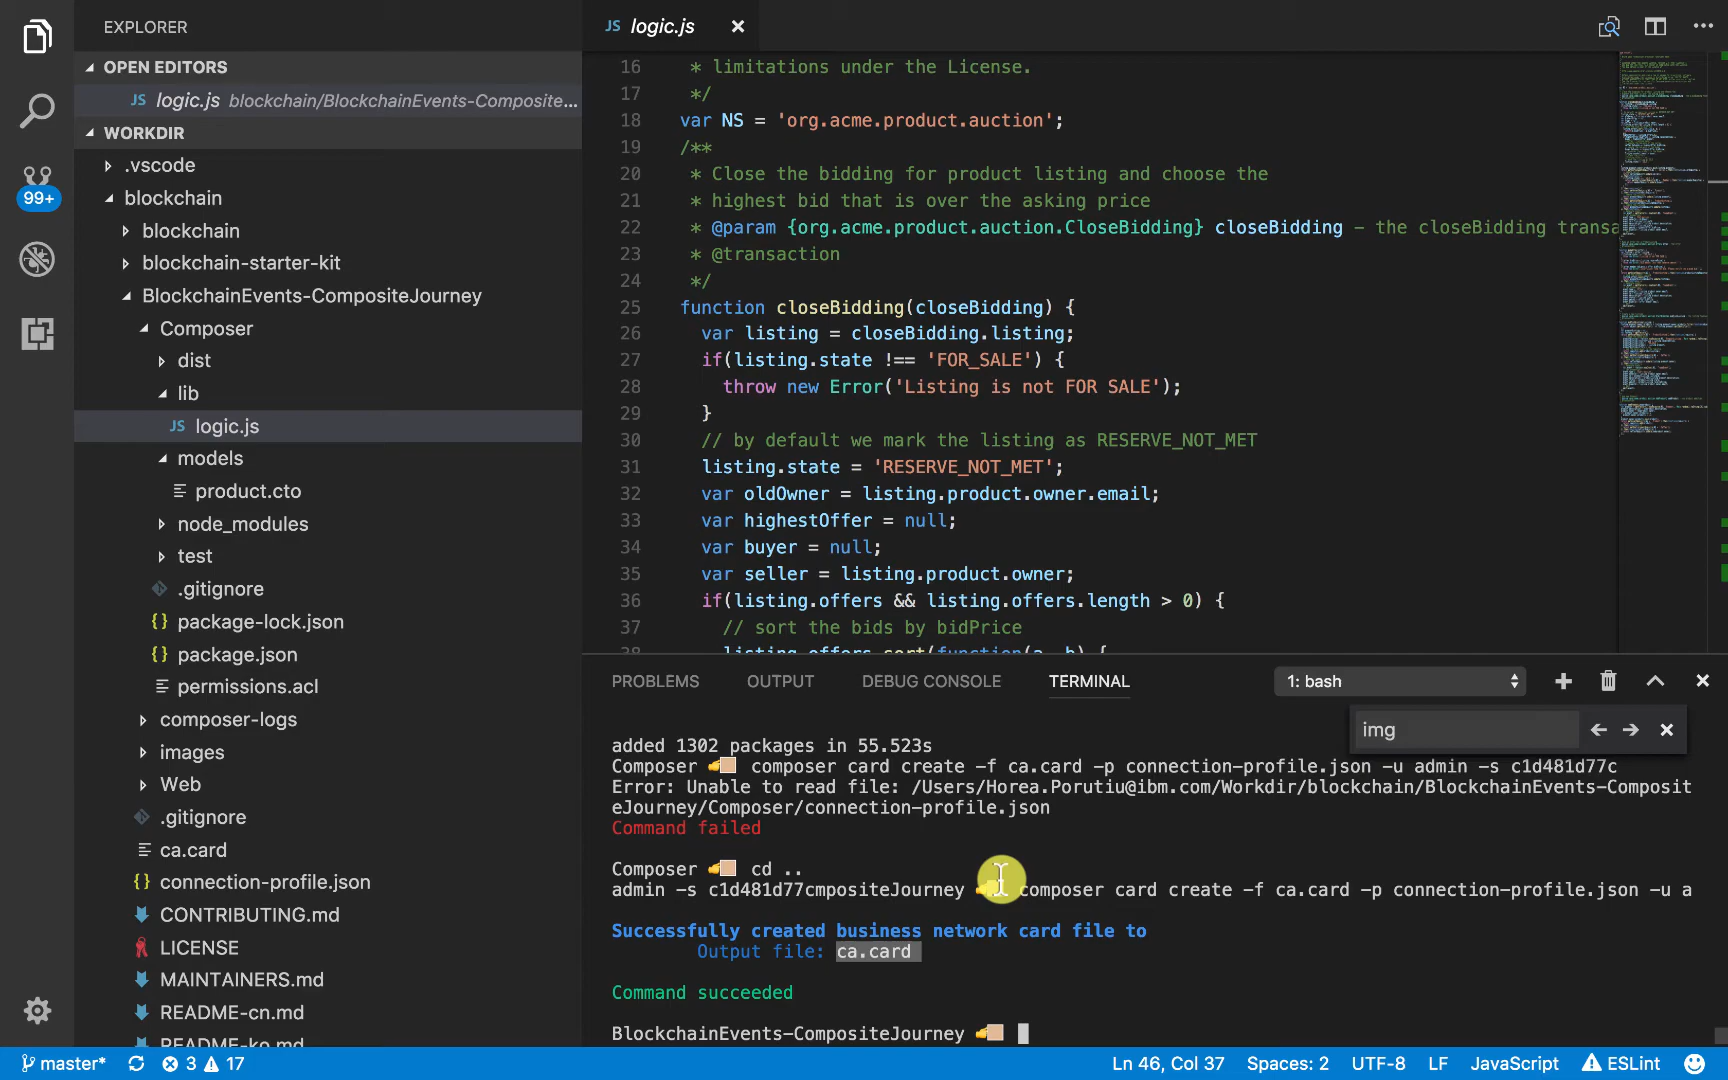 EXPLORER
OPEN EDITORS
JS logic.js blockchain/BlockchainEvents-Composite...
WORKDIR
.vscode
blockchain
blockchain
blockchain-starter-kit
BlockchainEvents-CompositeJourney
Composer
dist
lib
JS logic.js
models
product.cto
node_modules
test
.gitignore
{} package-lock.json
{} package.json
permissions.acl
composer-logs
images
Web
.gitignore
ca.card
{} connection-profile.json
CONTRIBUTING.md
LICENSE
MAINTAINERS.md
README-cn.md
README-ko.md
99+
JS logic.js
16 * limitations under the License.
17 */
18 var NS = 'org.acme.product.auction';
19 /**
20 * Close the bidding for product listing and choose the
21 * highest bid that is over the asking price
22 * @param {org.acme.product.auction.CloseBidding} closeBidding - the closeBidding transa
23 * @transaction
24 */
25 function closeBidding(closeBidding) {
26 var listing = closeBidding.listing;
27 if(listing.state !== 'FOR_SALE') {
28 throw new Error('Listing is not FOR SALE');
29 }
30 // by default we mark the listing as RESERVE_NOT_MET
31 listing.state = 'RESERVE_NOT_MET';
32 var oldOwner = listing.product.owner.email;
33 var highestOffer = null;
34 var buyer = null;
35 var seller = listing.product.owner;
36 if(listing.offers && listing.offers.length > 0) {
37 // sort the bids by bidPrice
38 listing.offers.sort(function(a, b) {
PROBLEMS OUTPUT DEBUG CONSOLE TERMINAL 1: bash
img
added 1302 packages in 55.523s
Composer 👉🏼 composer card create -f ca.card -p connection-profile.json -u admin -s c1d481d77c
Error: Unable to read file: /Users/Horea.Porutiu@ibm.com/Workdir/blockchain/BlockchainEvents-Composit
eJourney/Composer/connection-profile.json
Command failed
Composer 👉🏼 cd ..
admin -s c1d481d77cmpositeJourney 👉🏼 composer card create -f ca.card -p connection-profile.json -u a
Successfully created business network card file to
Output file: ca.card
Command succeeded
BlockchainEvents-CompositeJourney 👉🏼
master* 3 17 Ln 46, Col 37 Spaces: 2 UTF-8 LF JavaScript ESLint